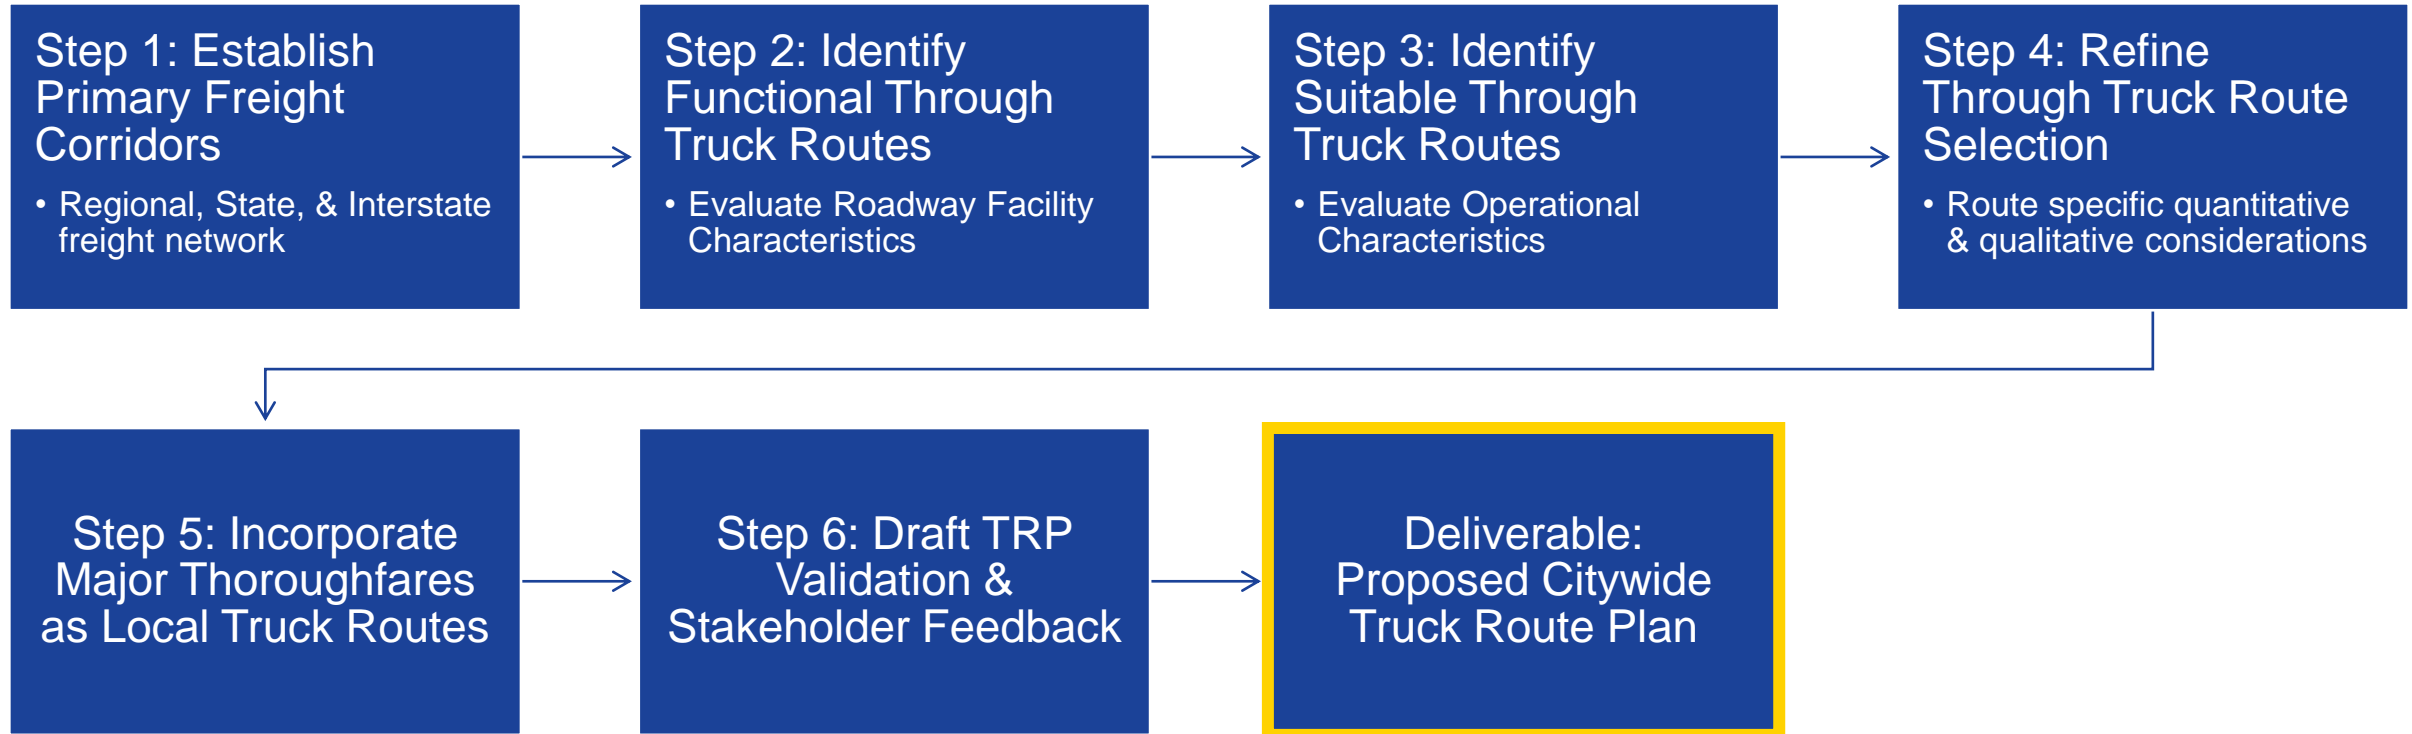 Step 1: Establish
Primary Freight
Corridors
• Regional, State, & Interstate
freight network
Step 2: Identify
Functional Through
Truck Routes
• Evaluate Roadway Facility
Characteristics
Step 3: Identify
Suitable Through
Truck Routes
• Evaluate Operational
Characteristics
Step 4: Refine
Through Truck Route
Selection
• Route specific quantitative
& qualitative considerations
Step 5: Incorporate
Major Thoroughfares
as Local Truck Routes
Step 6: Draft TRP
Validation &
Stakeholder Feedback
Deliverable:
Proposed Citywide
Truck Route Plan